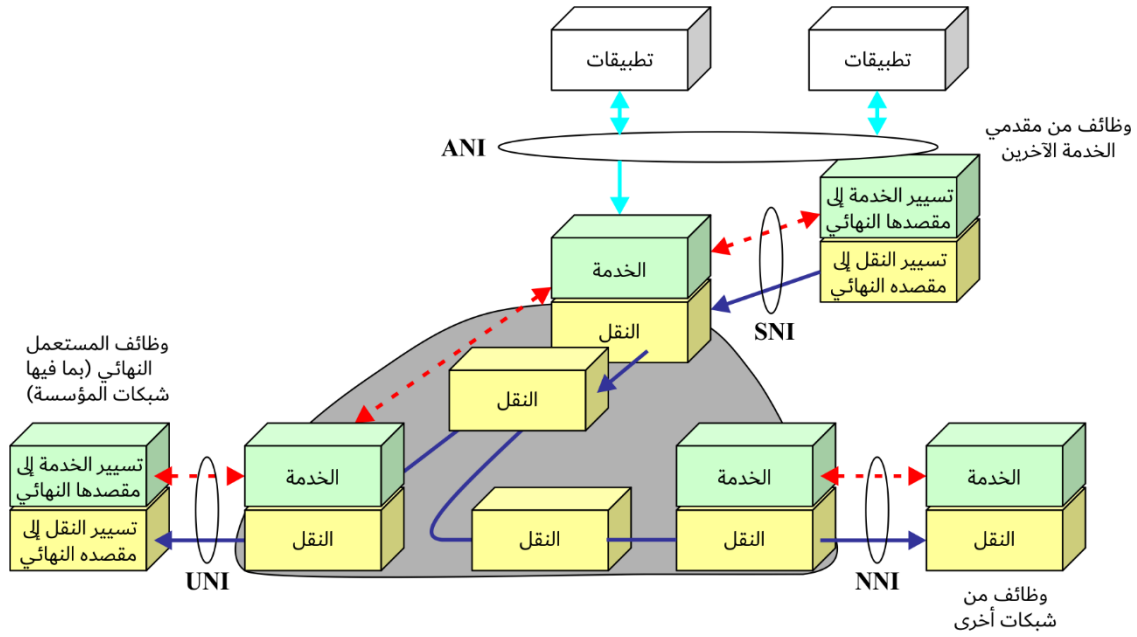 تطبيقات
تطبيقات
وظائف من مقدمي
الخدمة الآخرين
ANI
تسيير الخدمة إلى
مقصدها النهائي
الخدمة
تسيير النقل إلى
مقصده النهائي
SNI
النقل
وظائف المستعمل
النهائي (بما فيها
شبكات المؤسسة)
النقل
تسيير الخدمة إلى
مقصدها النهائي
الخدمة
الخدمة
الخدمة
تسيير النقل إلى
مقصده النهائي
النقل
النقل
النقل
النقل
UNI
NNI
وظائف من
شبكات أخرى